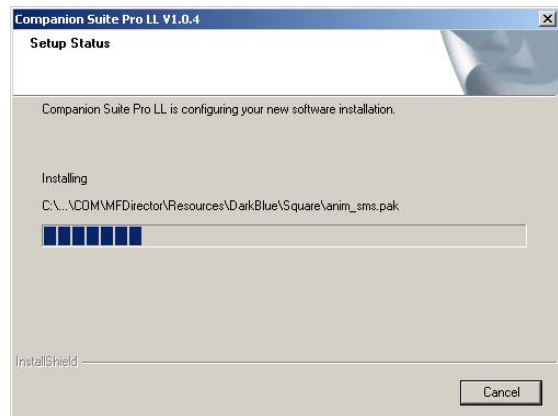 Companion Suite Pro LL V1.0.4
Setup Status
Companion Suite Pro LL is configuring your new software installation.
Installing
C:\...\COM\MFDirector\Resources\DarkBlue\Square\anim_sms.pak
InstallShield
Cancel